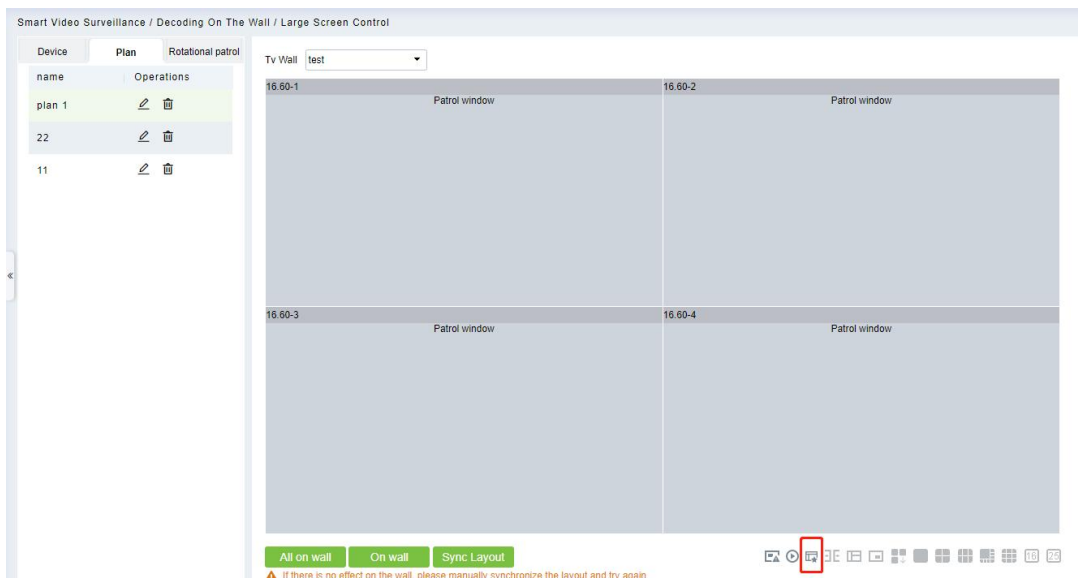 Smart Video Surveillance / Decoding On The Wall / Large Screen Control
Device Plan Rotational patrol
name Operations
plan 1
22
11
Tv Wall test
16.60-1 16.60-2
Patrol window Patrol window
16.60-3 16.60-4
Patrol window Patrol window
All on wall On wall Sync Layout
16 25
If there is no effect on the wall, please manually synchronize the layout and try again